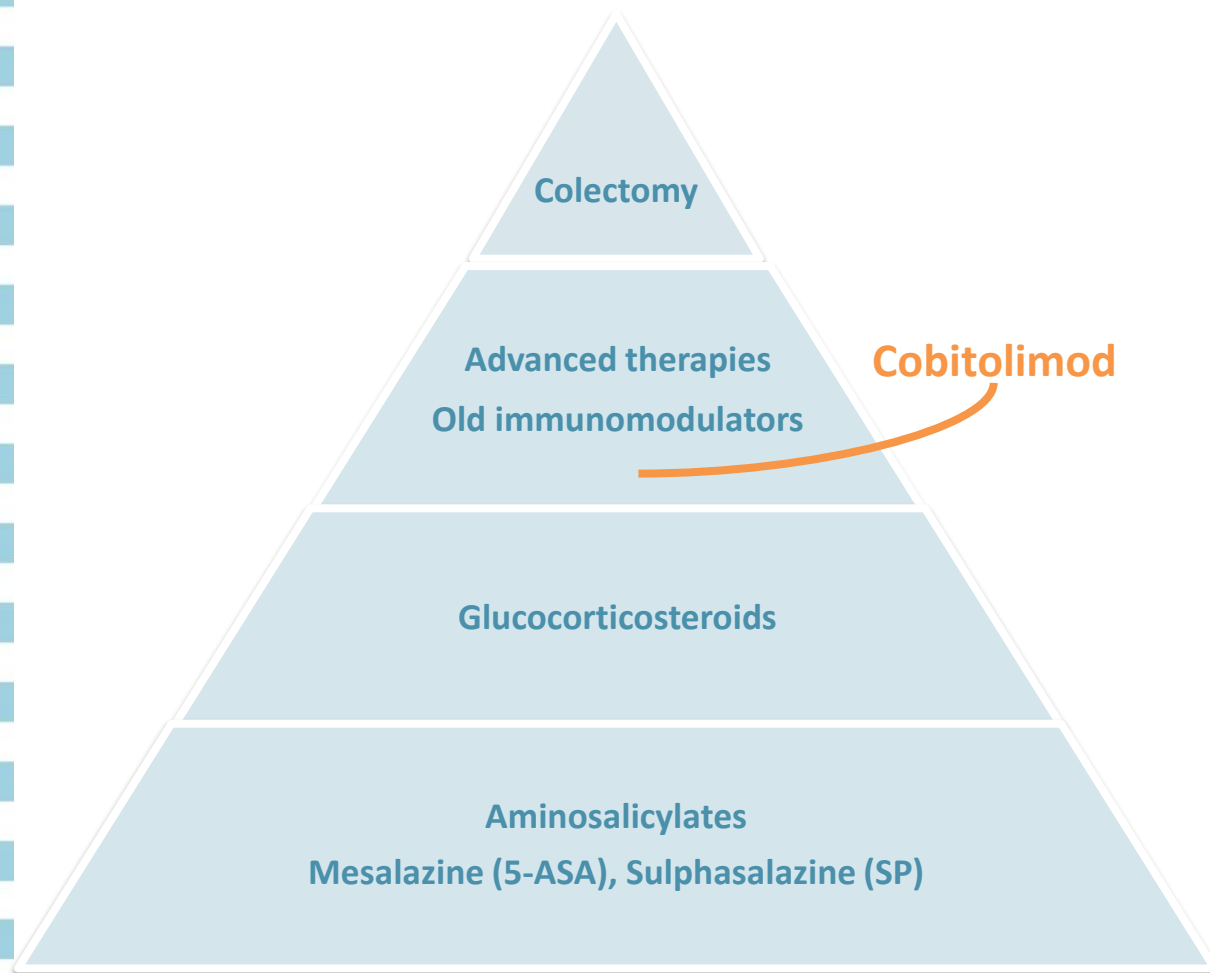 Colectomy
Advanced therapies
Cobitolimod
Old immunomodulators
Glucocorticosteroids
Aminosalicylates
Mesalazine (5-ASA), Sulphasalazine (SP)